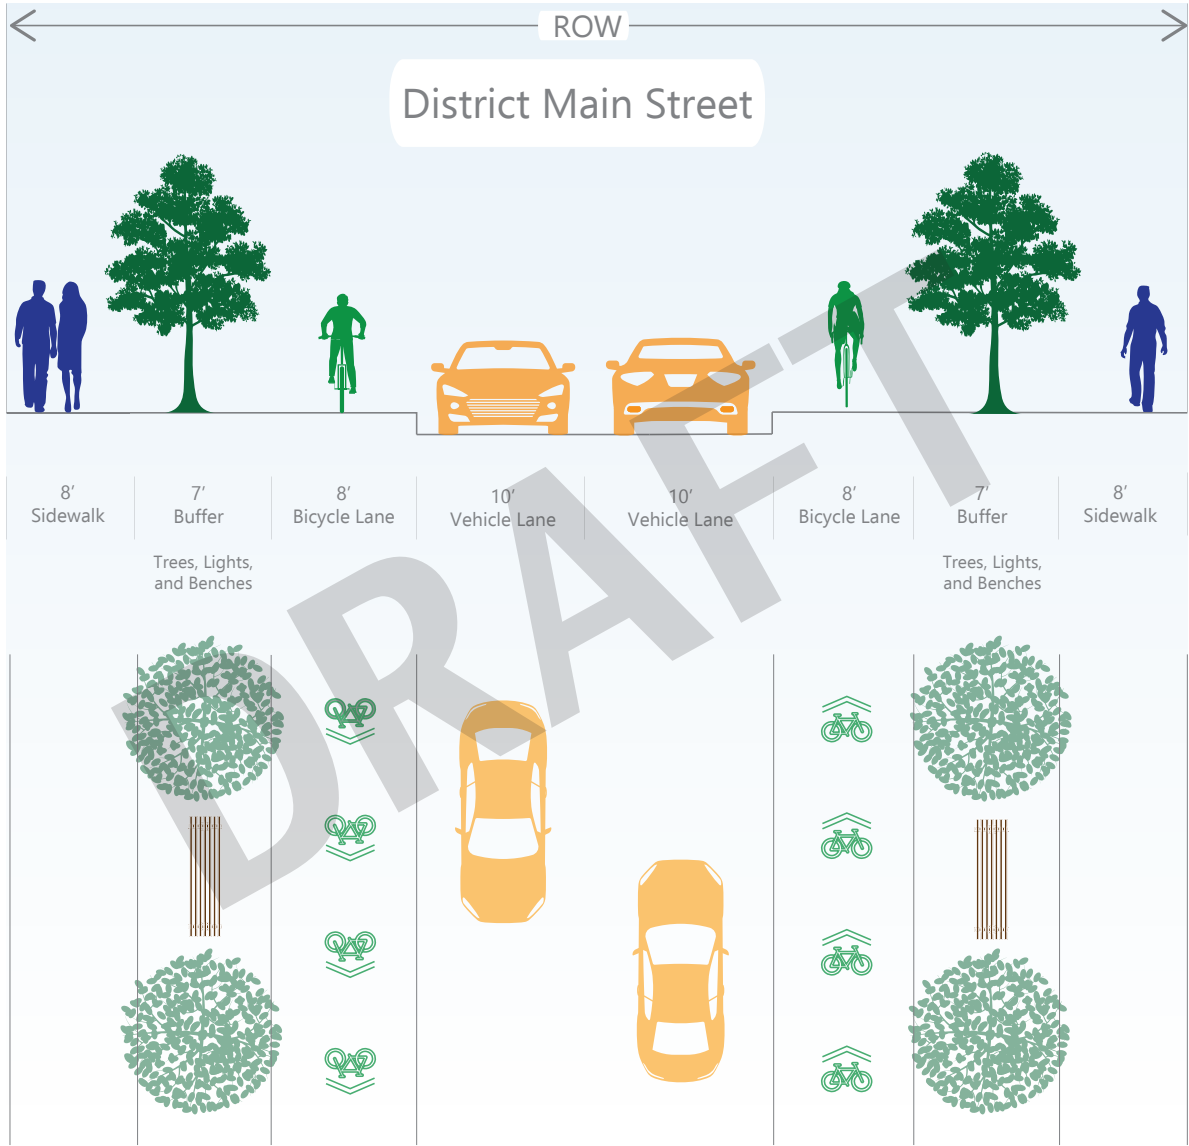 ROW
District Main Street
8′ 7′ 8′ 10′ 10′ 8′ 7′ 8′
Sidewalk Buffer Bicycle Lane Vehicle Lane Vehicle Lane Bicycle Lane Buffer Sidewalk
Trees, Lights, Trees, Lights,
and Benches and Benches
DRAFT